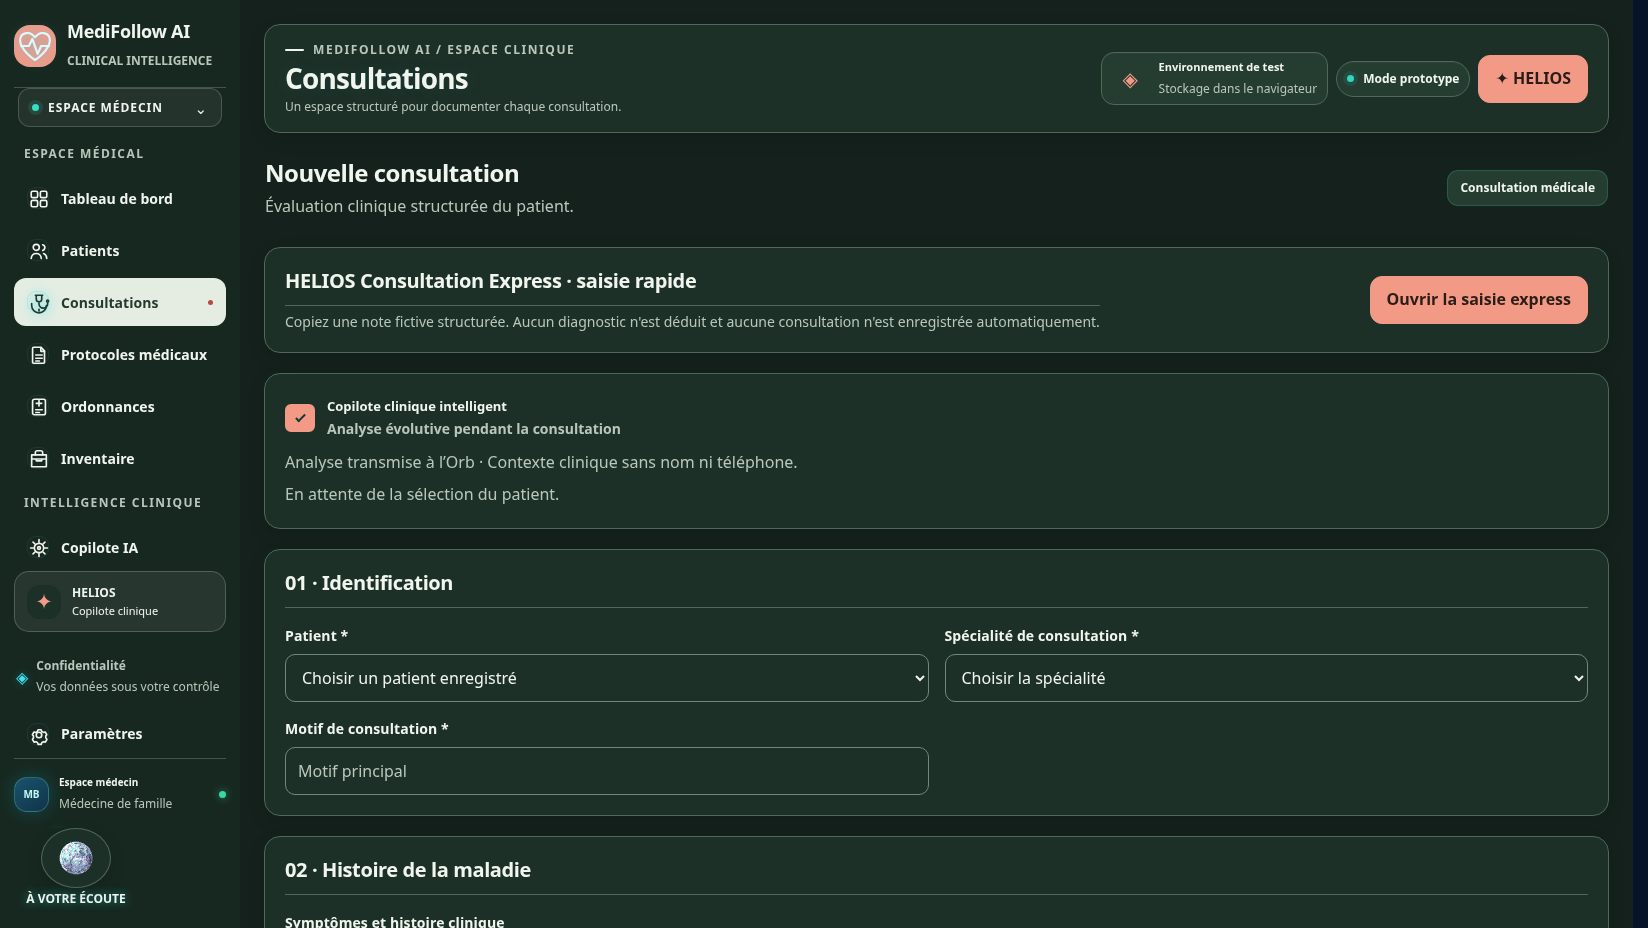 MediFollow AI
CLINICAL INTELLIGENCE
ESPACE MÉDECIN
ESPACE MÉDICAL
Tableau de bord
Patients
Consultations
Protocoles médicaux
Ordonnances
Inventaire
INTELLIGENCE CLINIQUE
Copilote IA
HELIOS
Copilote clinique
Confidentialité
Vos données sous votre contrôle
Paramètres
MB
Espace médecin
Médecine de famille
À VOTRE ÉCOUTE
MEDIFOLLOW AI / ESPACE CLINIQUE
Consultations
Un espace structuré pour documenter chaque consultation.
Environnement de test
Stockage dans le navigateur
Mode prototype
✦ HELIOS
Nouvelle consultation
Évaluation clinique structurée du patient.
Consultation médicale
HELIOS Consultation Express · saisie rapide
Copiez une note fictive structurée. Aucun diagnostic n'est déduit et aucune consultation n'est enregistrée automatiquement.
Ouvrir la saisie express
Copilote clinique intelligent
Analyse évolutive pendant la consultation
Analyse transmise à l’Orb · Contexte clinique sans nom ni téléphone.
En attente de la sélection du patient.
01 · Identification
Patient *
Spécialité de consultation *
Choisir un patient enregistré
Choisir la spécialité
Motif de consultation *
Motif principal
02 · Histoire de la maladie
Symptômes et histoire clinique